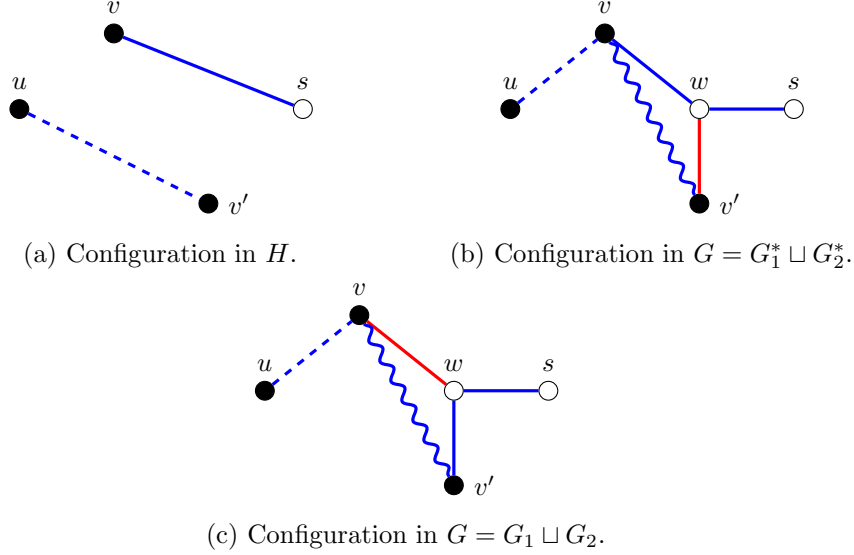 v
v
u
s
u
w
s
v′
v′
(a) Configuration in H.
(b) Configuration in G = G₁* ⊔ G₂*.
v
u
w
s
v′
(c) Configuration in G = G₁ ⊔ G₂.